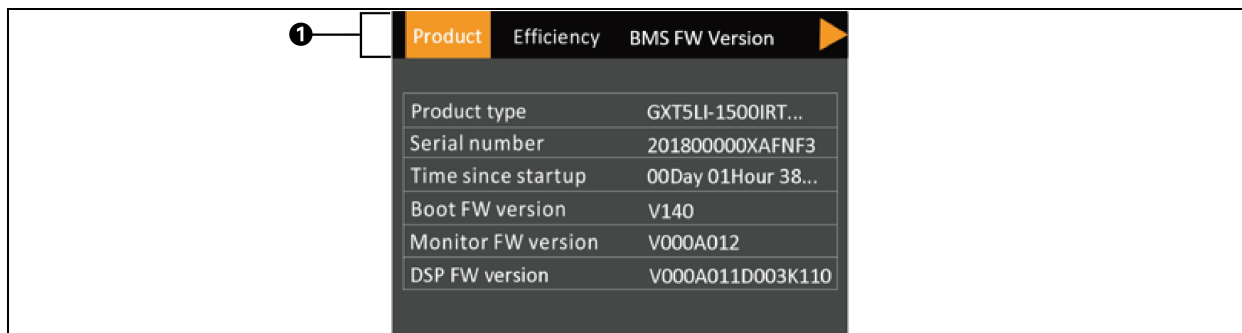 ❶
Product Efficiency BMS FW Version
Product type GXT5LI-1500IRT...
Serial number 201800000XAFNF3
Time since startup 00Day 01Hour 38...
Boot FW version V140
Monitor FW version V000A012
DSP FW version V000A011D003K110